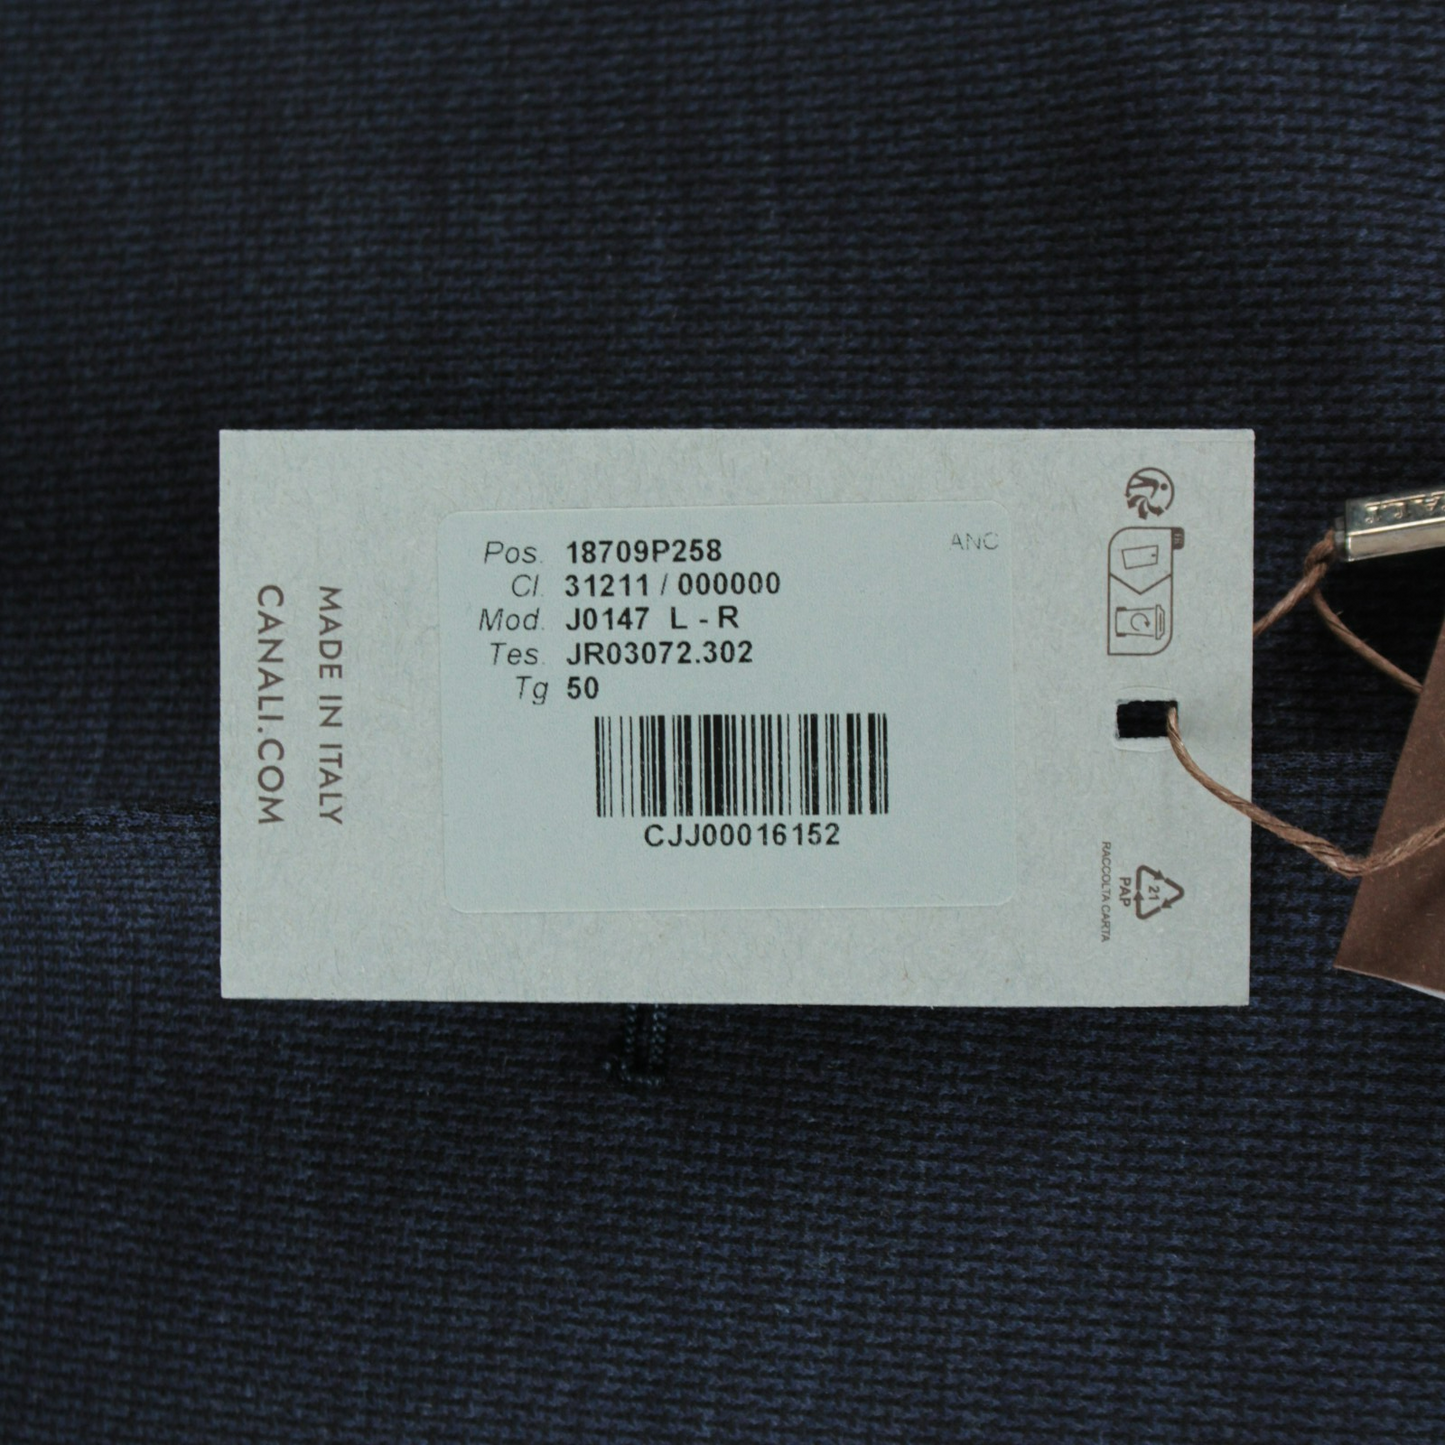 Pos. 18709P258
ANC
Cl. 31211 / 000000
Mod. J0147 L - R
Tes. JR03072.302
Tg 50
CJJ00016152
MADE IN ITALY
CANALI.COM
FR
21
PAP
RACCOLTA CARTA